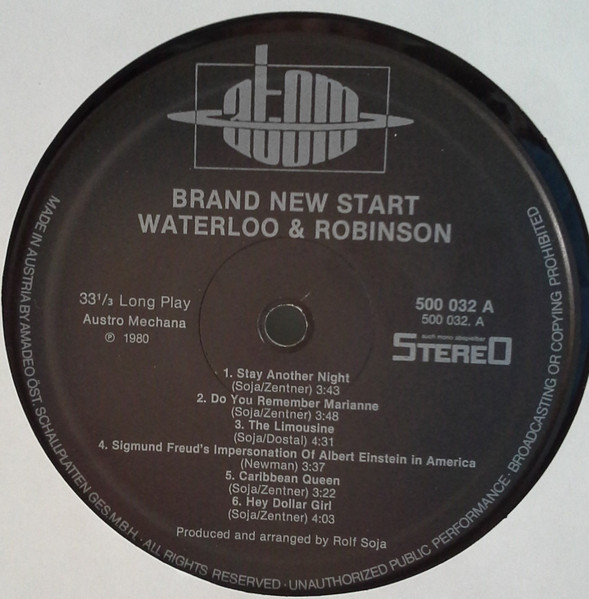 atom
audio
BRAND NEW START
WATERLOO & ROBINSON
33¹/₃ Long Play
Austro Mechana
℗ 1980
500 032 A
500 032. A
auch mono abspielbar
STEREO
1. Stay Another Night
(Soja/Zentner) 3:43
2. Do You Remember Marianne
(Soja/Zentner) 3:48
3. The Limousine
(Soja/Dostal) 4:31
4. Sigmund Freud's Impersonation Of Albert Einstein in America
(Newman) 3:37
5. Caribbean Queen
(Soja/Zentner) 3:22
6. Hey Dollar Girl
(Soja/Zentner) 4:03
Produced and arranged by Rolf Soja
MADE IN AUSTRIA BY AMADEO ÖST. SCHALLPLATTEN GES.M.B.H. · ALL RIGHTS RESERVED · UNAUTHORIZED PUBLIC PERFORMANCE · BROADCASTING OR COPYING PROHIBITED